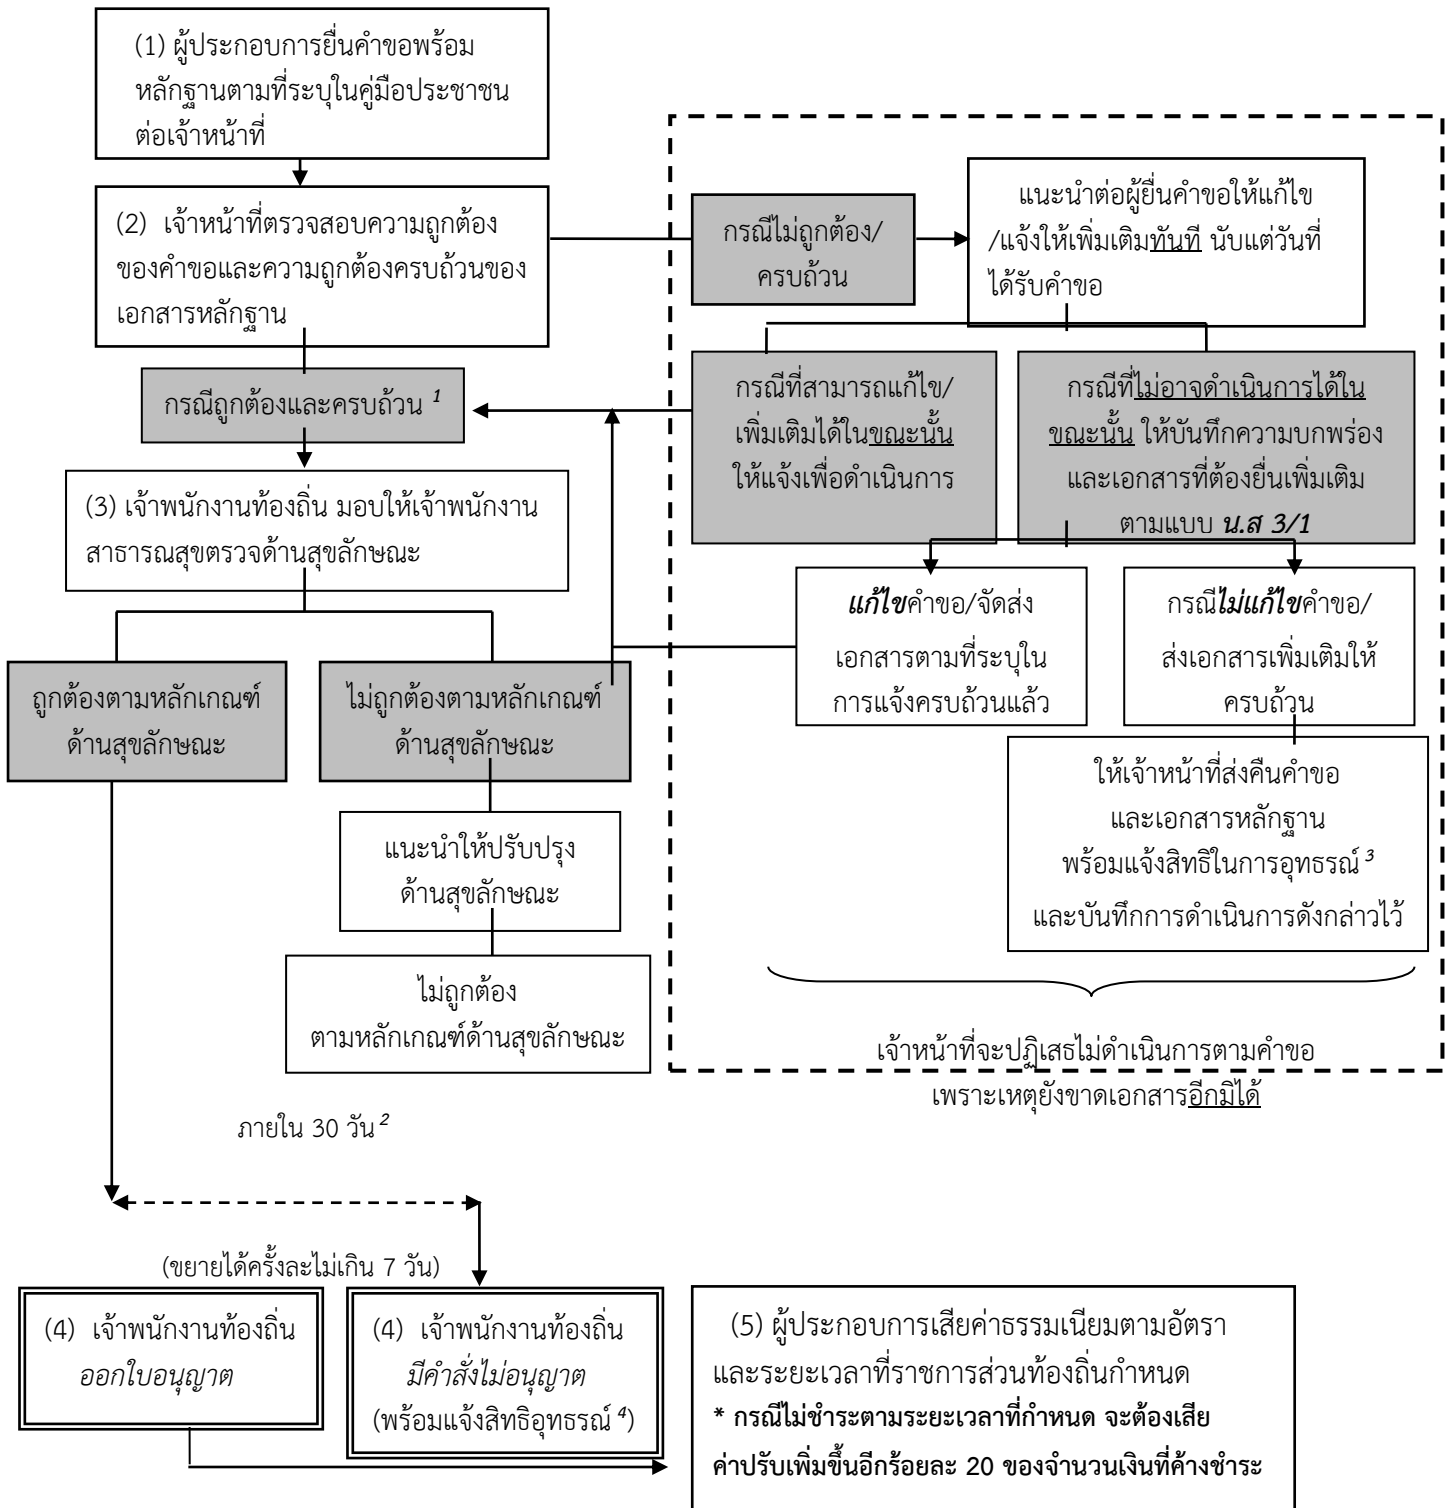 (1) ผู้ประกอบการยื่นคำขอพร้อม
หลักฐานตามที่ระบุในคู่มือประชาชน
ต่อเจ้าหน้าที่
(2) เจ้าหน้าที่ตรวจสอบความถูกต้อง
ของคำขอและความถูกต้องครบถ้วนของ
เอกสารหลักฐาน
กรณีไม่ถูกต้อง/
ครบถ้วน
แนะนำต่อผู้ยื่นคำขอให้แก้ไข
/แจ้งให้เพิ่มเติมทันที นับแต่วันที่
ได้รับคำขอ
กรณีถูกต้องและครบถ้วน 1
กรณีที่สามารถแก้ไข/
เพิ่มเติมได้ในขณะนั้น
ให้แจ้งเพื่อดำเนินการ
กรณีที่ไม่อาจดำเนินการได้ใน
ขณะนั้น ให้บันทึกความบกพร่อง
และเอกสารที่ต้องยื่นเพิ่มเติม
ตามแบบ น.ส 3/1
(3) เจ้าพนักงานท้องถิ่น มอบให้เจ้าพนักงาน
สาธารณสุขตรวจด้านสุขลักษณะ
แก้ไขคำขอ/จัดส่ง
เอกสารตามที่ระบุใน
การแจ้งครบถ้วนแล้ว
กรณีไม่แก้ไขคำขอ/
ส่งเอกสารเพิ่มเติมให้
ครบถ้วน
ถูกต้องตามหลักเกณฑ์
ด้านสุขลักษณะ
ไม่ถูกต้องตามหลักเกณฑ์
ด้านสุขลักษณะ
ให้เจ้าหน้าที่ส่งคืนคำขอ
และเอกสารหลักฐาน
พร้อมแจ้งสิทธิในการอุทธรณ์ 3
และบันทึกการดำเนินการดังกล่าวไว้
แนะนำให้ปรับปรุง
ด้านสุขลักษณะ
ไม่ถูกต้อง
ตามหลักเกณฑ์ด้านสุขลักษณะ
เจ้าหน้าที่จะปฏิเสธไม่ดำเนินการตามคำขอ
เพราะเหตุยังขาดเอกสารอีกมิได้
ภายใน 30 วัน 2
(ขยายได้ครั้งละไม่เกิน 7 วัน)
(4) เจ้าพนักงานท้องถิ่น
ออกใบอนุญาต
(4) เจ้าพนักงานท้องถิ่น
มีคำสั่งไม่อนุญาต
(พร้อมแจ้งสิทธิอุทธรณ์ 4)
(5) ผู้ประกอบการเสียค่าธรรมเนียมตามอัตรา
และระยะเวลาที่ราชการส่วนท้องถิ่นกำหนด
* กรณีไม่ชำระตามระยะเวลาที่กำหนด จะต้องเสีย
ค่าปรับเพิ่มขึ้นอีกร้อยละ 20 ของจำนวนเงินที่ค้างชำระ